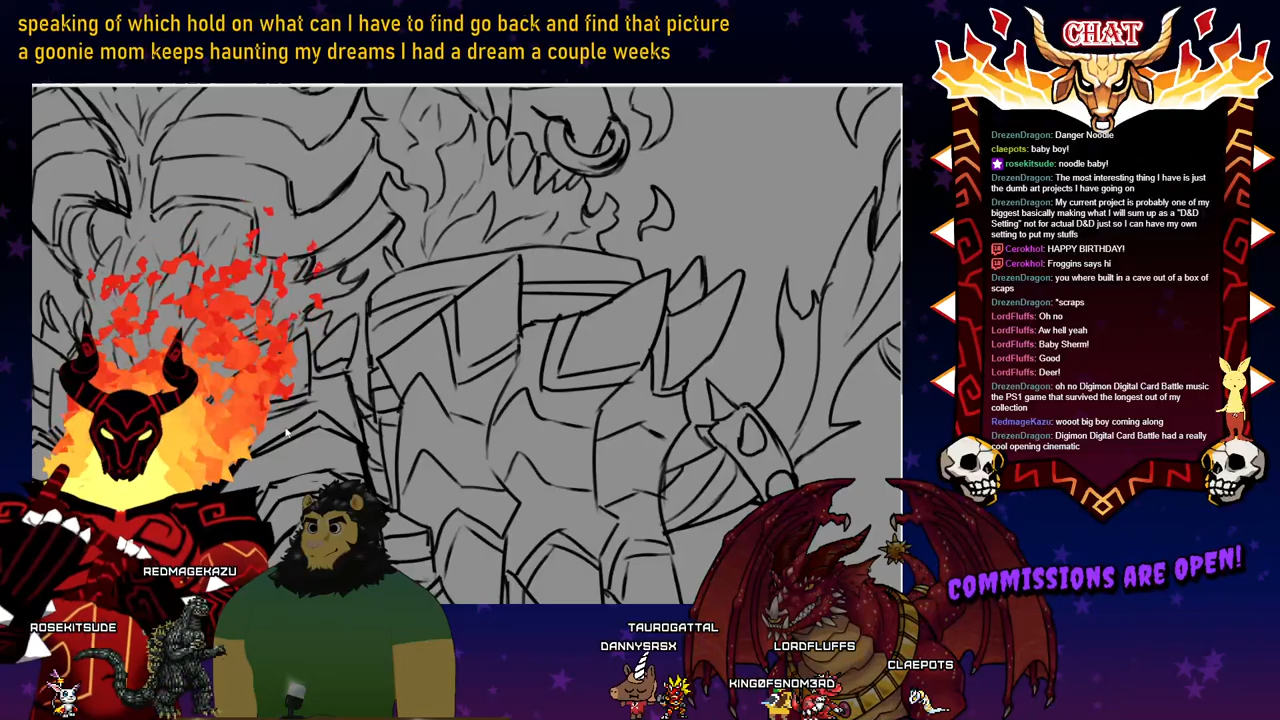 speaking of which hold on what can I have to find go back and find that picture
a goonie mom keeps haunting my dreams I had a dream a couple weeks
CHAT
DrezenDragon: Danger Noodle
claepots: baby boy!
rosekitsude: noodle baby!
DrezenDragon: The most interesting thing I have is just
the dumb art projects I have going on
DrezenDragon: My current project is probably one of my
biggest basically making what I will sum up as a "D&D
Setting" not for actual D&D just so I can have my own
setting to put my stuffs
Cerokhol: HAPPY BIRTHDAY!
Cerokhol: Froggins says hi
DrezenDragon: you where built in a cave out of a box of
scaps
DrezenDragon: *scraps
LordFluffs: Oh no
LordFluffs: Aw hell yeah
LordFluffs: Baby Sherm!
LordFluffs: Good
LordFluffs: Deer!
DrezenDragon: oh no Digimon Digital Card Battle music
the PS1 game that survived the longest out of my
collection
RedmageKazu: wooot big boy coming along
DrezenDragon: Digimon Digital Card Battle had a really
cool opening cinematic
COMMISSIONS ARE OPEN!
REDMAGEKAZU
ROSEKITSUDE
TAUROGATTAL
DANNYSRSX
LORDFLUFFS
CLAEPOTS
KING0FSNOM3RD